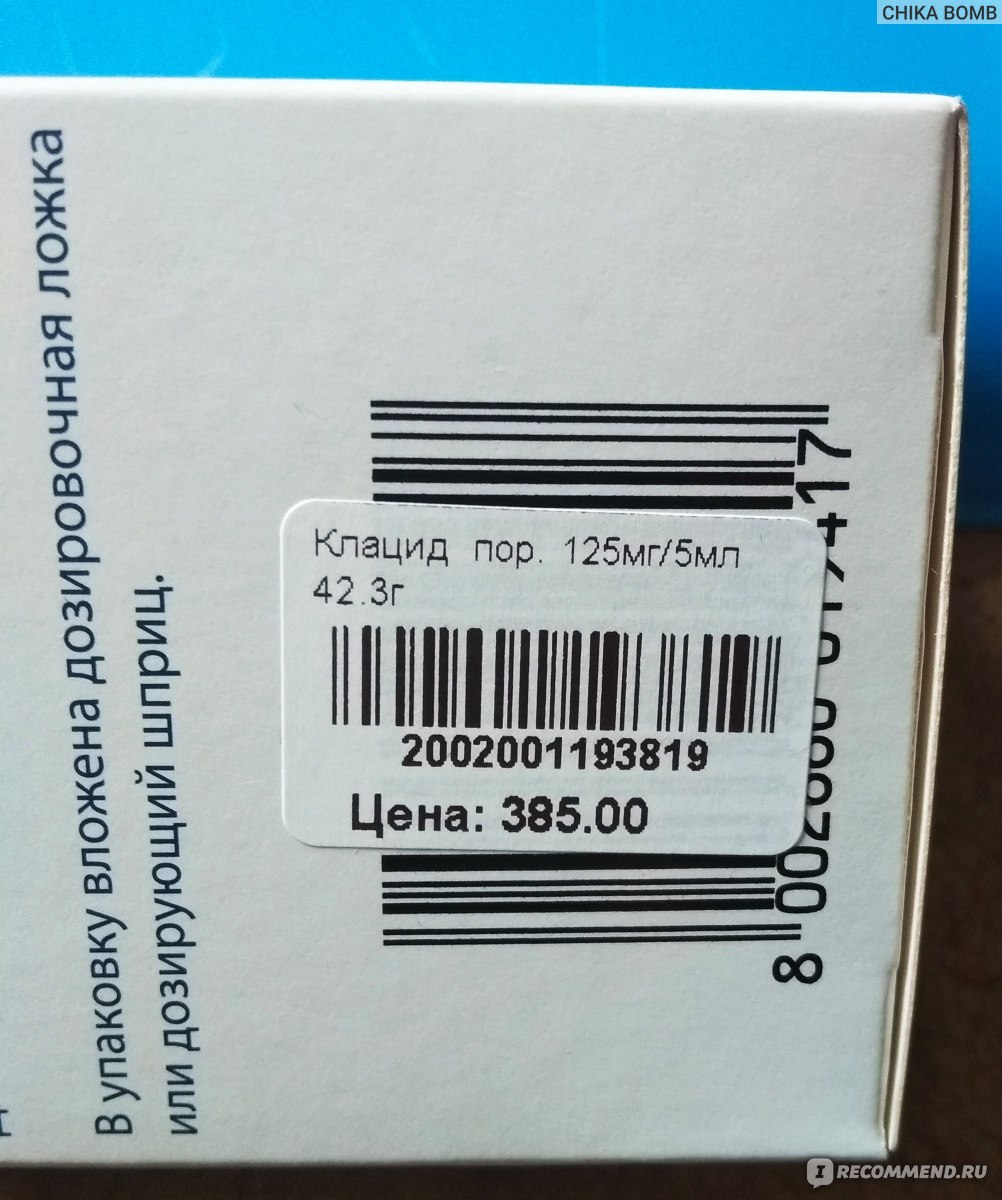 CHIKA BOMB
В упаковку вложена дозировочная ложка
или дозирующий шприц.
Клацид пор. 125мг/5мл
42.3г
2002001193819
Цена: 385.00
RECOMMEND.RU